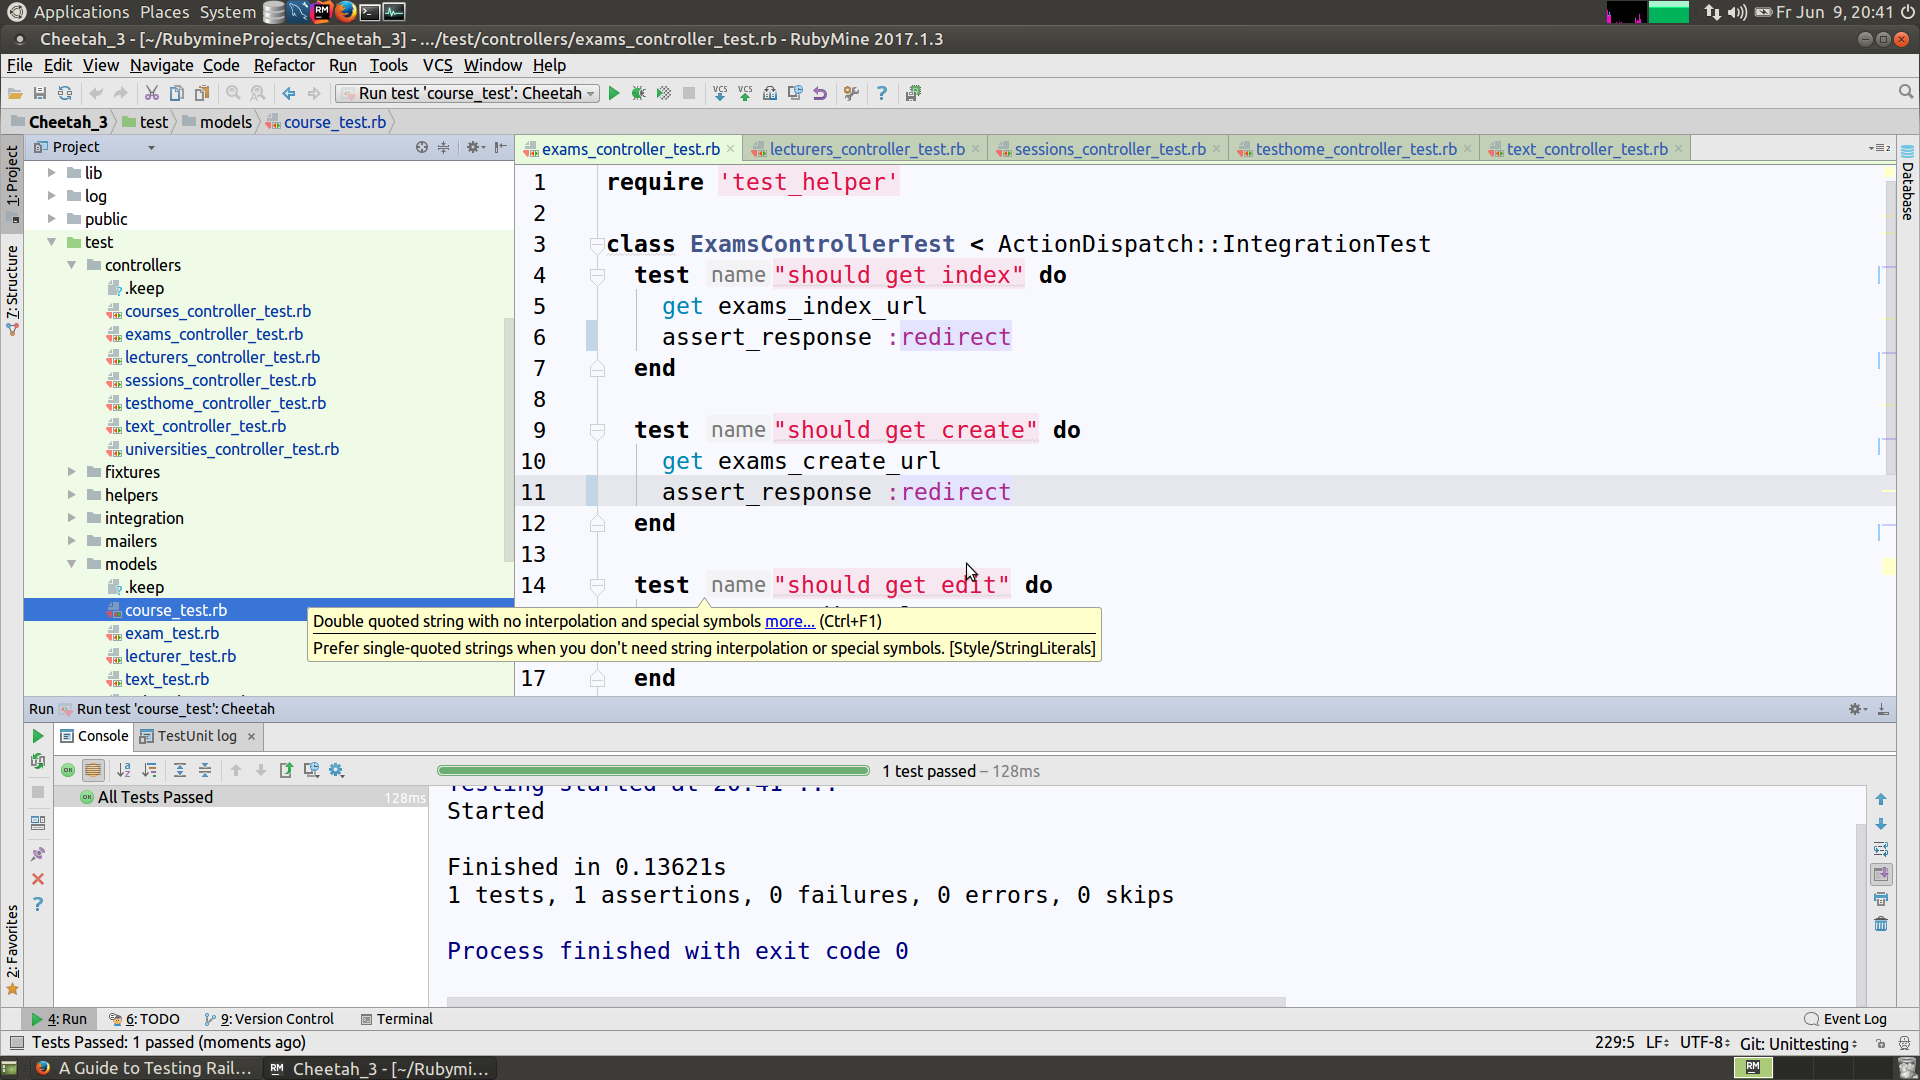 Applications Places System
Fr Jun 9, 20:41
Cheetah_3 - [~/RubymineProjects/Cheetah_3] - .../test/controllers/exams_controller_test.rb - RubyMine 2017.1.3
File Edit View Navigate Code Refactor Run Tools VCS Window Help
Run test 'course_test': Cheetah
VCS VCS
Cheetah_3 test models course_test.rb
Project
exams_controller_test.rb lecturers_controller_test.rb sessions_controller_test.rb testhome_controller_test.rb text_controller_test.rb
1: Project
7: Structure
2: Favorites
Database
lib
log
public
test
controllers
.keep
courses_controller_test.rb
exams_controller_test.rb
lecturers_controller_test.rb
sessions_controller_test.rb
testhome_controller_test.rb
text_controller_test.rb
universities_controller_test.rb
fixtures
helpers
integration
mailers
models
.keep
course_test.rb
exam_test.rb
lecturer_test.rb
text_test.rb
1 require 'test_helper'
2
3 class ExamsControllerTest < ActionDispatch::IntegrationTest
4 test name "should get index" do
5 get exams_index_url
6 assert_response :redirect
7 end
8
9 test name "should get create" do
10 get exams_create_url
11 assert_response :redirect
12 end
13
14 test name "should get edit" do
Double quoted string with no interpolation and special symbols more... (Ctrl+F1)
Prefer single-quoted strings when you don't need string interpolation or special symbols. [Style/StringLiterals]
17 end
Run Run test 'course_test': Cheetah
Console TestUnit log
1 test passed – 128ms
All Tests Passed 128ms
Testing started at 20:41 ...
Started
Finished in 0.13621s
1 tests, 1 assertions, 0 failures, 0 errors, 0 skips
Process finished with exit code 0
4: Run 6: TODO 9: Version Control Terminal Event Log
Tests Passed: 1 passed (moments ago) 229:5 LF UTF-8 Git: Unittesting
A Guide to Testing Rail... RM Cheetah_3 - [~/Rubymi... RM